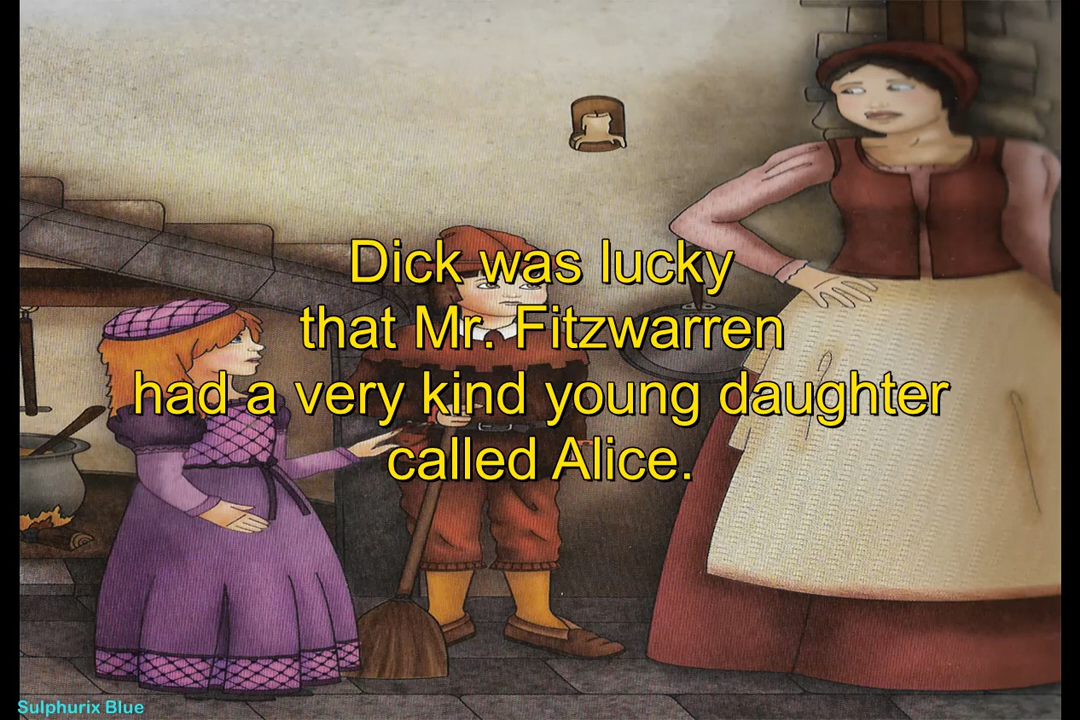 Dick was lucky
that Mr. Fitzwarren
had a very kind young daughter
called Alice.
Sulphurix Blue